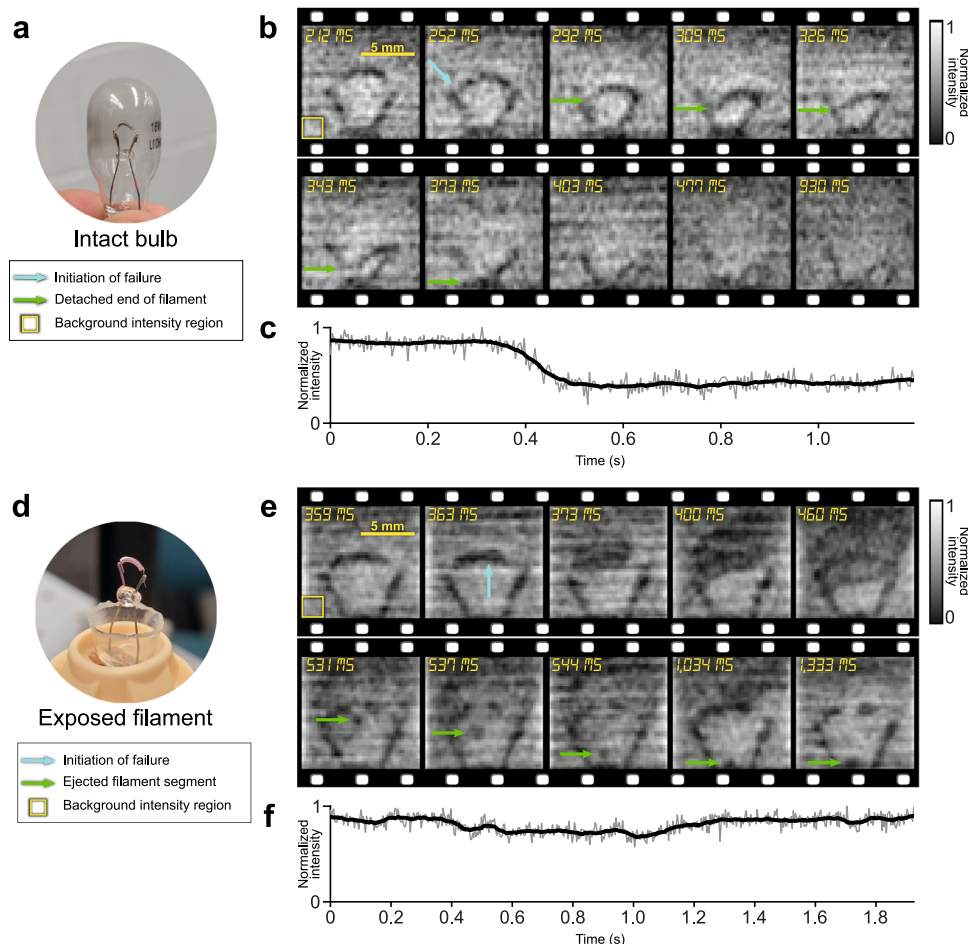 a
Intact bulb
Initiation of failure
Detached end of filament
Background intensity region
b
212 MS
5 mm
252 MS
292 MS
309 MS
326 MS
343 MS
373 MS
403 MS
477 MS
930 MS
1
Normalized
intensity
0
c
1
Normalized
intensity
0
0
0.2
0.4
0.6
0.8
1.0
Time (s)
d
Exposed filament
Initiation of failure
Ejected filament segment
Background intensity region
e
359 MS
5 mm
363 MS
373 MS
400 MS
460 MS
531 MS
537 MS
544 MS
1,034 MS
1,333 MS
1
Normalized
intensity
0
f
1
Normalized
intensity
0
0
0.2
0.4
0.6
0.8
1.0
1.2
1.4
1.6
1.8
Time (s)